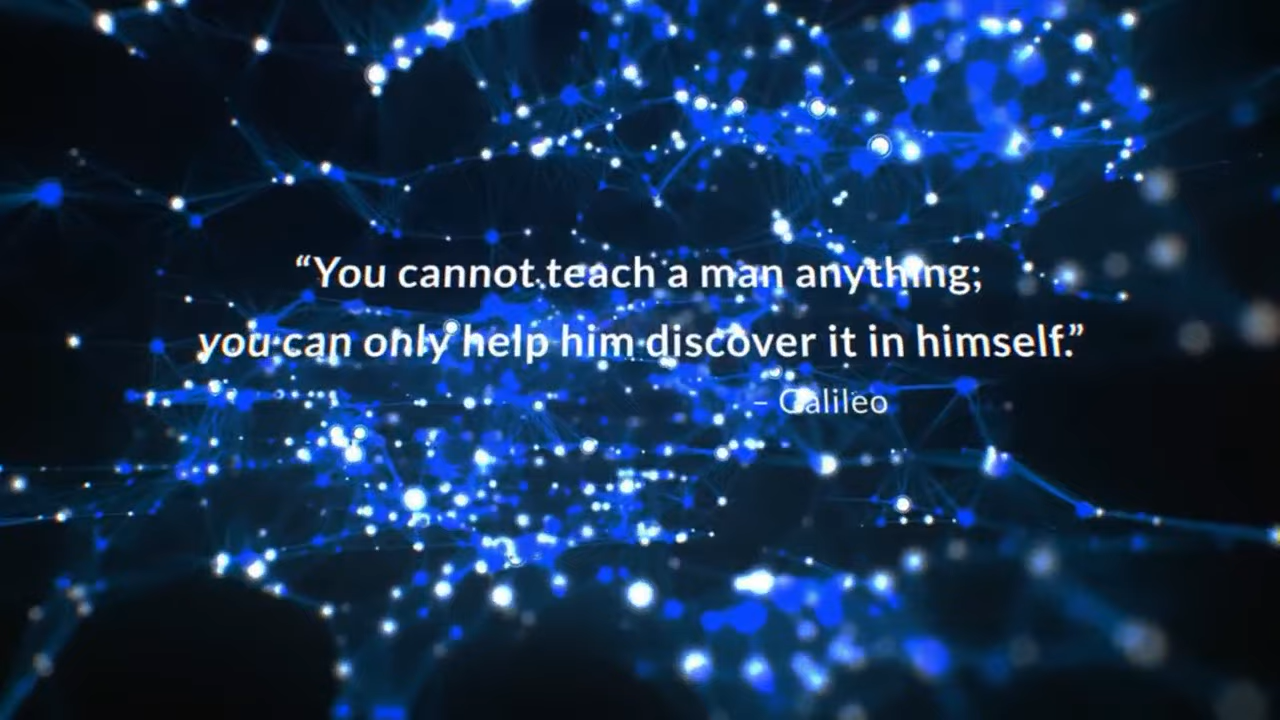 “You cannot teach a man anything;
you can only help him discover it in himself.”
– Galileo